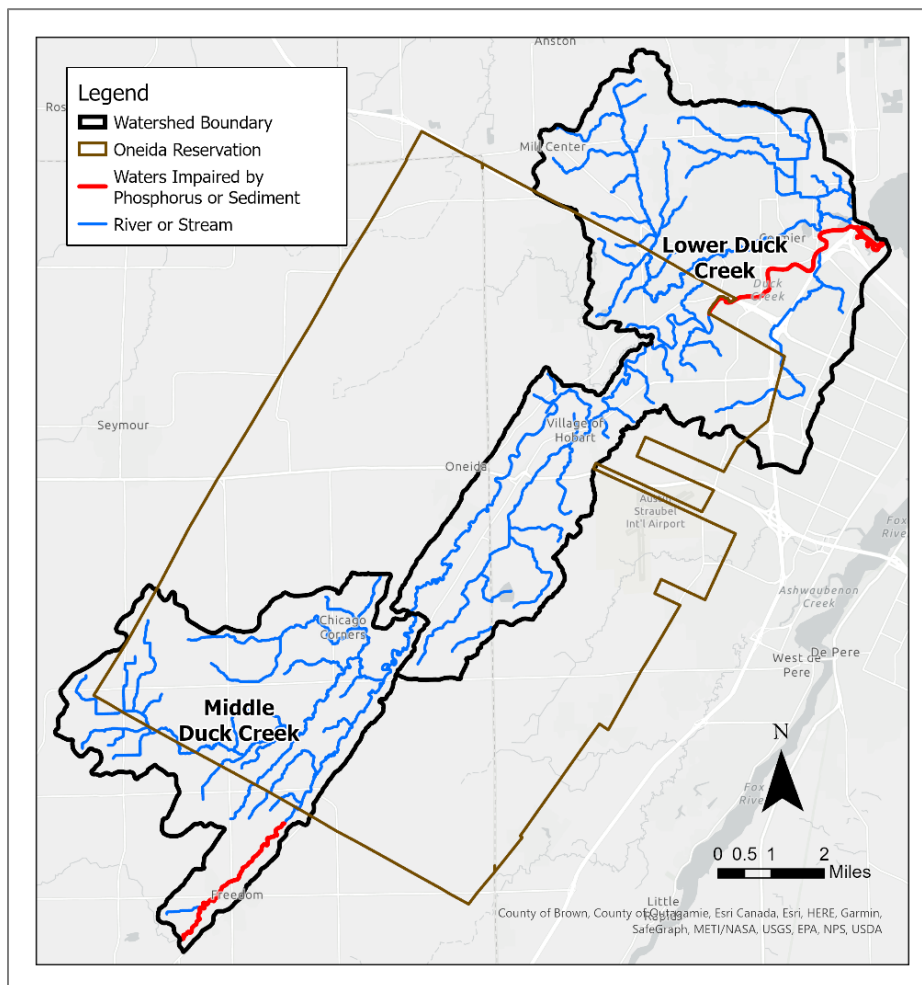 Anston
Legend
Watershed Boundary
Oneida Reservation
Waters Impaired by
Phosphorus or Sediment
River or Stream
Ros
Mill Center
Lower Duck
Creek
Duck
Creek
Seymour
Village of
Hobart
Oneida
Straubel
Int'l Airport
Fox
River
Ashwaubenon
Creek
Chicago
Corners
West de
Pere
De Pere
Middle
Duck Creek
N
Fox
River
0 0.5 1 2
Miles
Freedom
Little
Rapids
County of Brown, County of Outagamie, Esri Canada, Esri, HERE, Garmin,
SafeGraph, METI/NASA, USGS, EPA, NPS, USDA